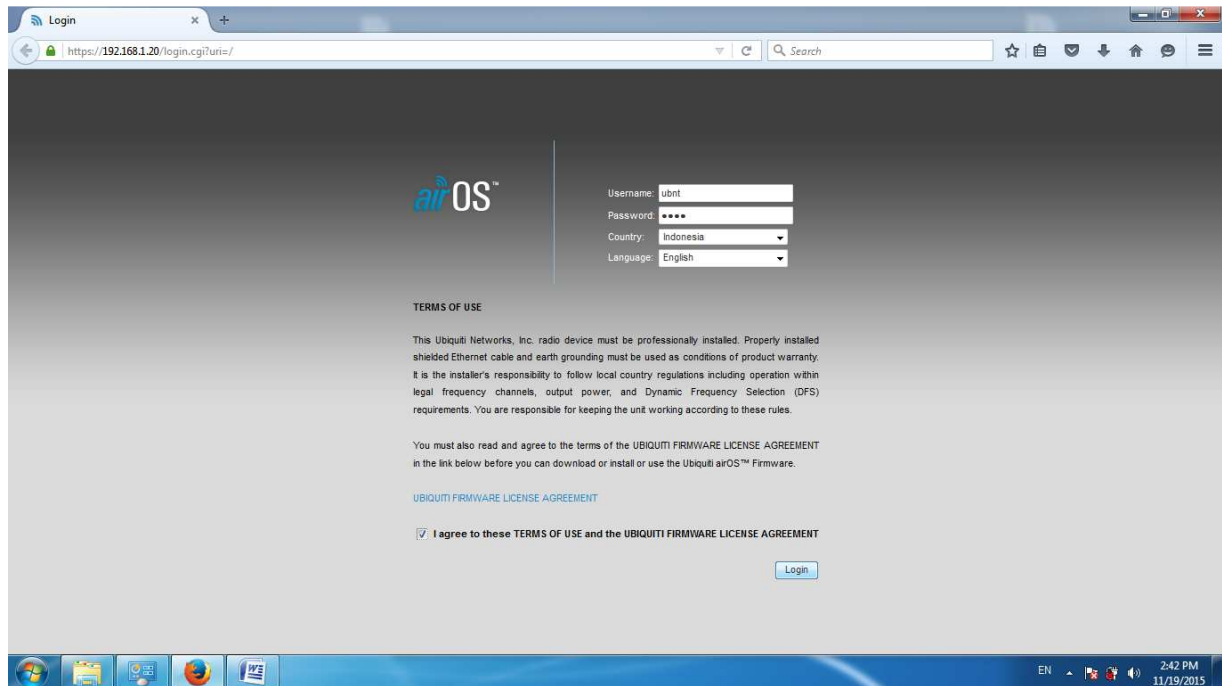 Login
https://192.168.1.20/login.cgi?uri=/
Search
airOS™
Username: ubnt
Password: ••••
Country: Indonesia
Language: English
TERMS OF USE
This Ubiquiti Networks, Inc. radio device must be professionally installed. Properly installed
shielded Ethernet cable and earth grounding must be used as conditions of product warranty.
It is the installer's responsibility to follow local country regulations including operation within
legal frequency channels, output power, and Dynamic Frequency Selection (DFS)
requirements. You are responsible for keeping the unit working according to these rules.
You must also read and agree to the terms of the UBIQUITI FIRMWARE LICENSE AGREEMENT
in the link below before you can download or install or use the Ubiquiti airOS™ Firmware.
UBIQUITI FIRMWARE LICENSE AGREEMENT
I agree to these TERMS OF USE and the UBIQUITI FIRMWARE LICENSE AGREEMENT
Login
EN
2:42 PM
11/19/2015